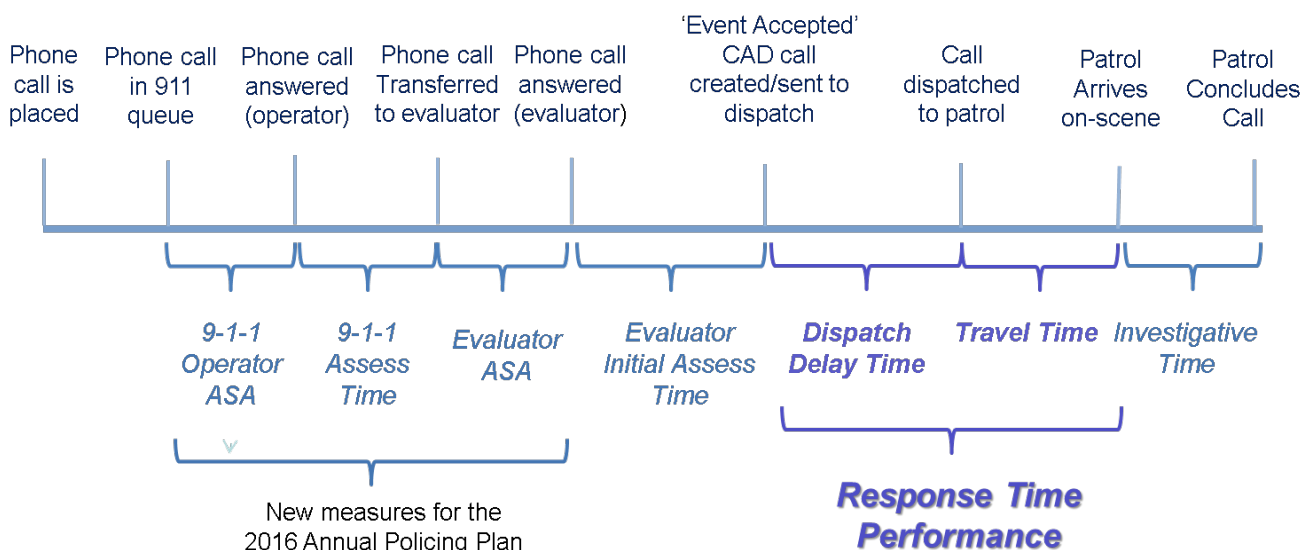 Phone
call is
placed
Phone call
in 911
queue
Phone call
answered
(operator)
Phone call
Transferred
to evaluator
Phone call
answered
(evaluator)
‘Event Accepted’
CAD call
created/sent to
dispatch
Call
dispatched
to patrol
Patrol
Arrives
on-scene
Patrol
Concludes
Call
9-1-1
Operator
ASA
9-1-1
Assess
Time
Evaluator
ASA
Evaluator
Initial Assess
Time
Dispatch
Delay Time
Travel Time
Investigative
Time
New measures for the
2016 Annual Policing Plan
Response Time
Performance